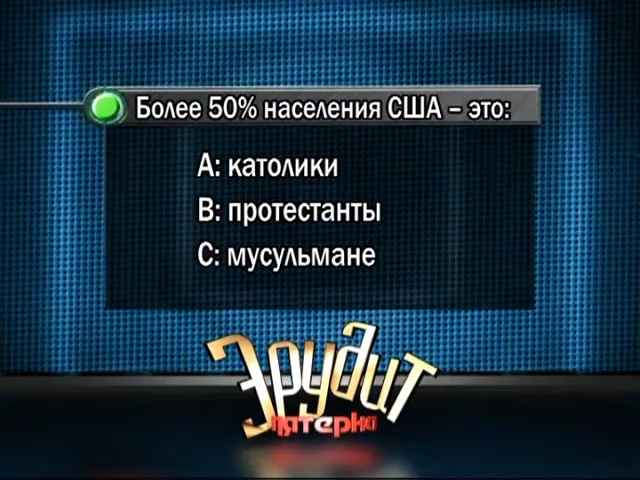 Более 50% населения США – это:
А: католики
В: протестанты
С: мусульмане
Эрудит
пятерка